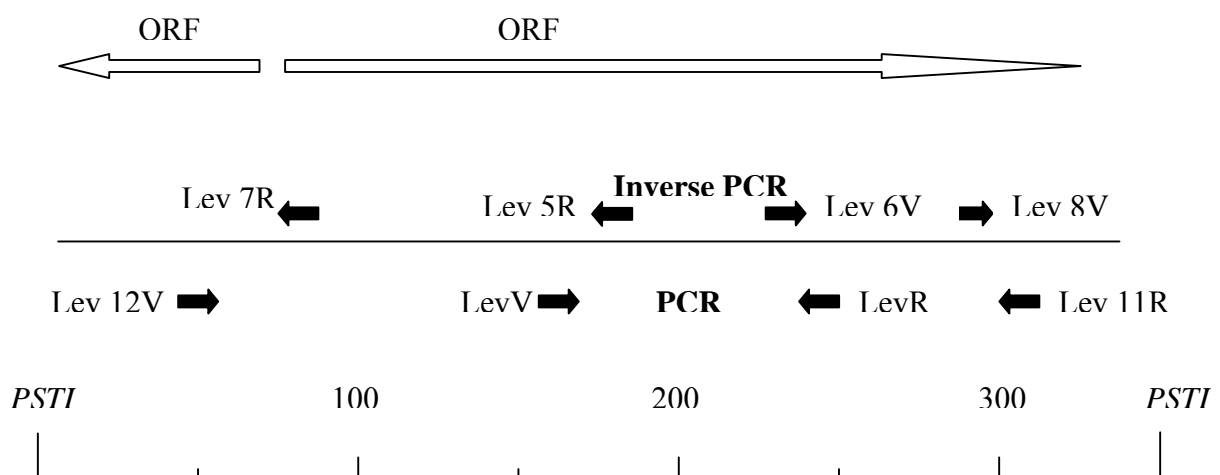 ORF ORF
Inverse PCR
Lev 7R Lev 5R Lev 6V Lev 8V
Lev 12V LevV PCR LevR Lev 11R
PSTI 100 200 300 PSTI